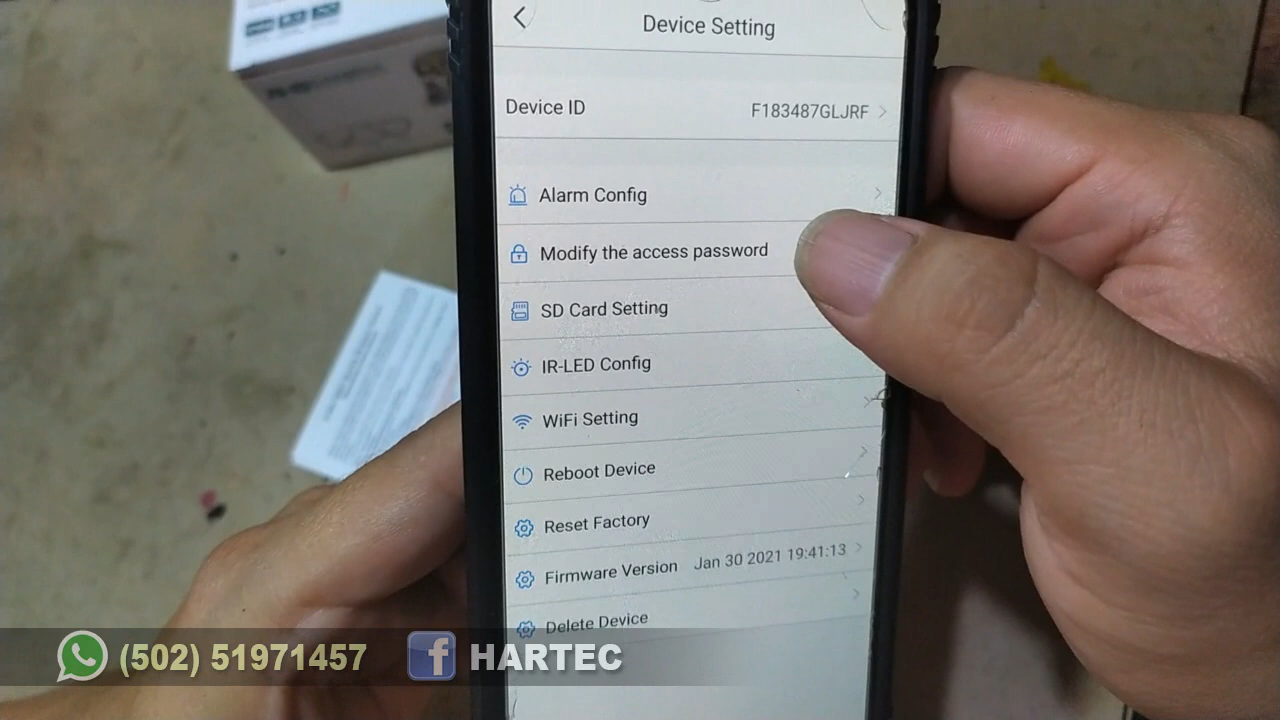 Device Setting
Device ID F183487GLJRF
Alarm Config
Modify the access password
SD Card Setting
IR-LED Config
WiFi Setting
Reboot Device
Reset Factory
Firmware Version Jan 30 2021 19:41:13
Delete Device
(502) 51971457 HARTEC